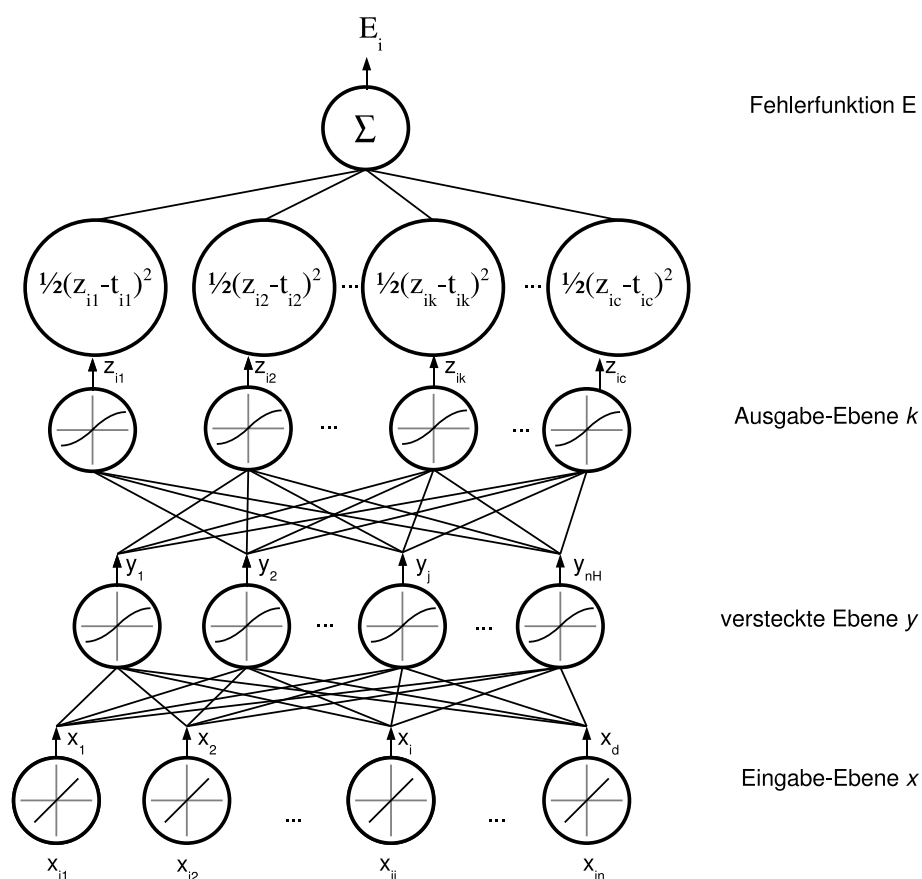 E_i
Σ
Fehlerfunktion E
½(z_i1-t_i1)² ½(z_i2-t_i2)² ... ½(z_ik-t_ik)² ... ½(z_ic-t_ic)²
z_i1 z_i2 z_ik z_ic
... ...
Ausgabe-Ebene k
y_1 y_2 y_j y_nH
... ...
versteckte Ebene y
x_1 x_2 x_i x_d
Eingabe-Ebene x
... ...
x_i1 x_i2 x_ij x_in